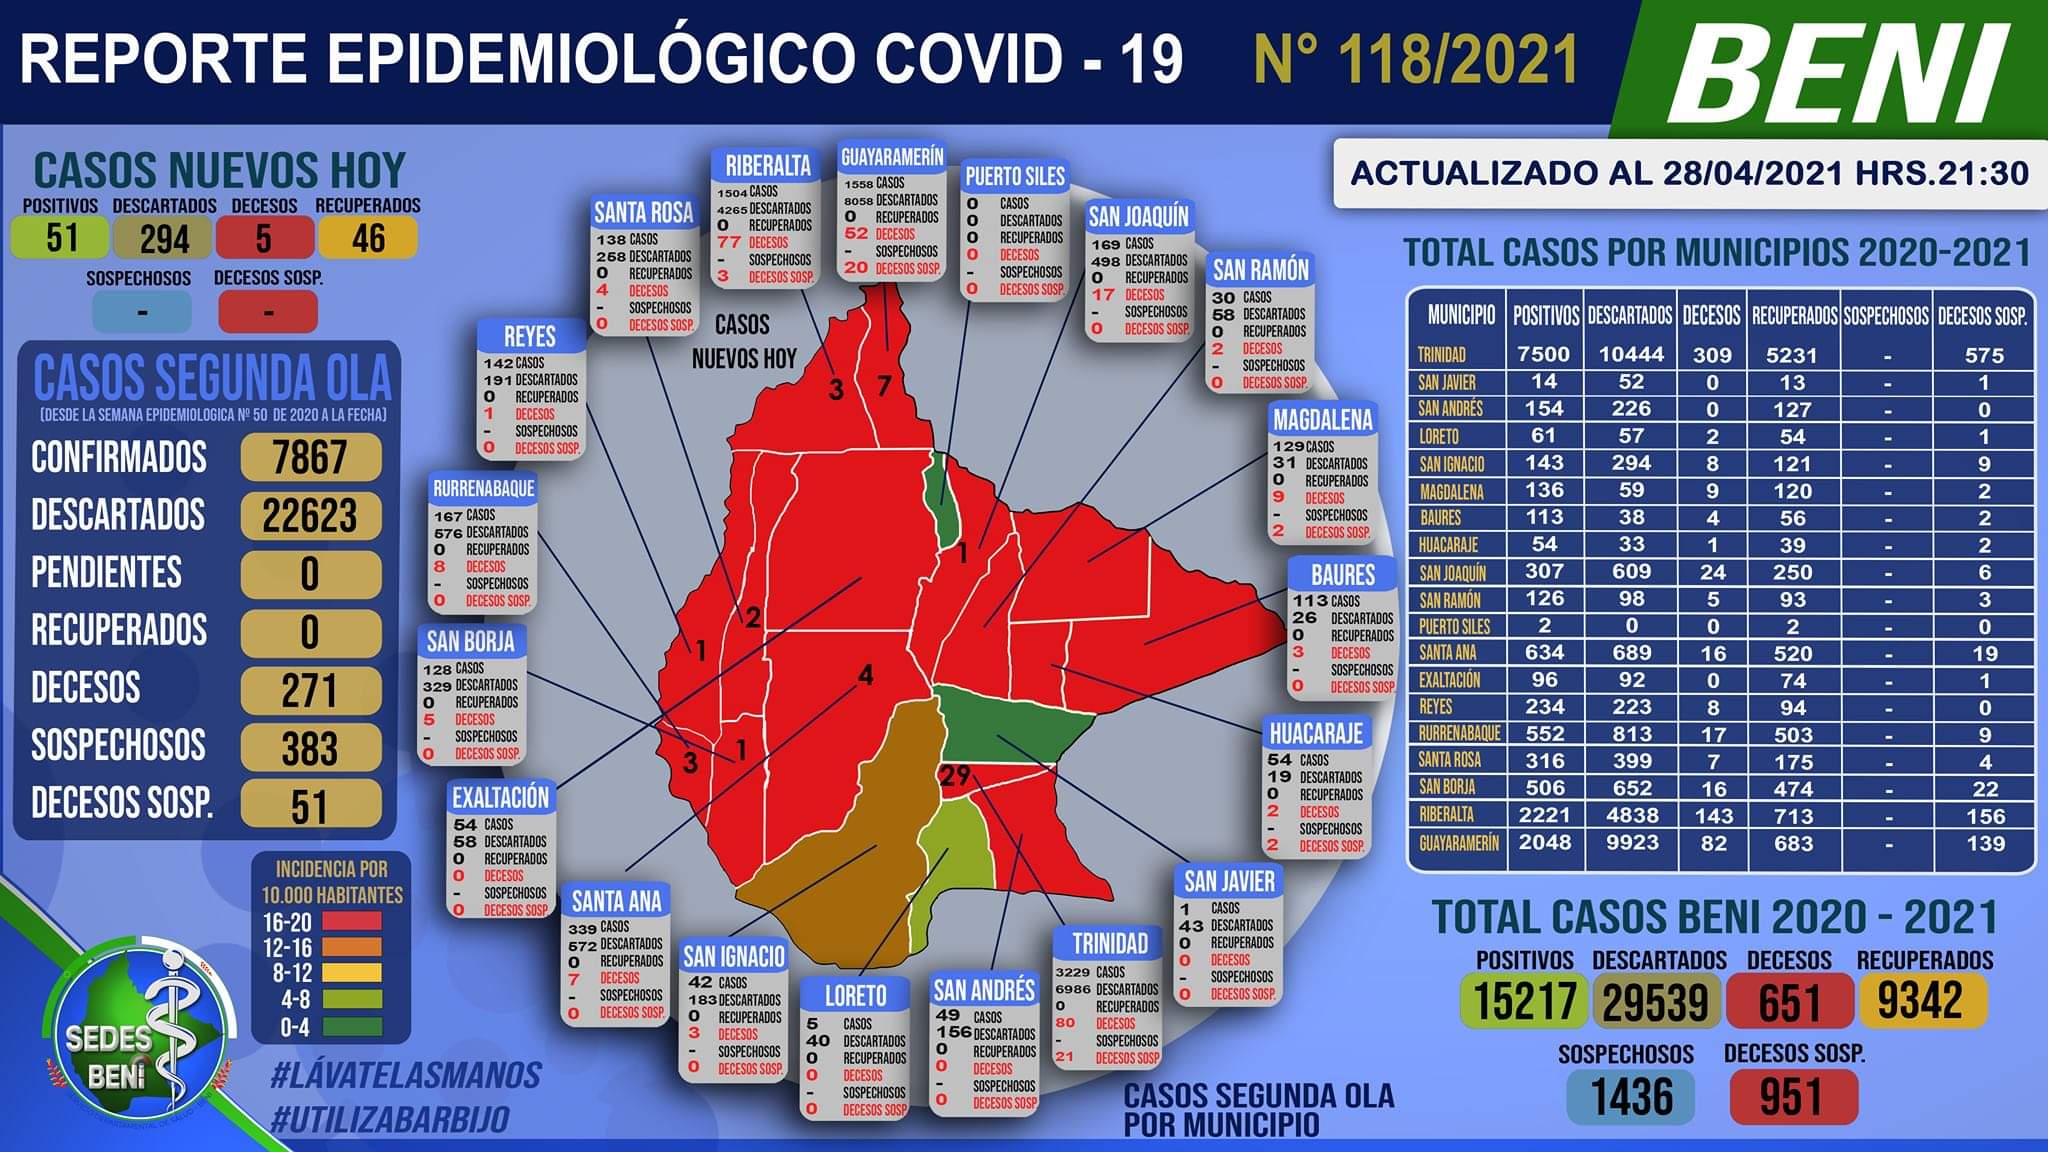 REPORTE EPIDEMIOLÓGICO COVID - 19 N° 118/2021 BENI
ACTUALIZADO AL 28/04/2021 HRS.21:30
CASOS NUEVOS HOY
POSITIVOS DESCARTADOS DECESOS RECUPERADOS
51 294 5 46
SOSPECHOSOS DECESOS SOSP.
- -
CASOS SEGUNDA OLA
(DESDE LA SEMANA EPIDEMIOLOGICA Nº 50 DE 2020 A LA FECHA)
CONFIRMADOS 7867
DESCARTADOS 22623
PENDIENTES 0
RECUPERADOS 0
DECESOS 271
SOSPECHOSOS 383
DECESOS SOSP. 51
INCIDENCIA POR
10.000 HABITANTES
16-20
12-16
8-12
4-8
0-4
SEDES
BENI
#LÁVATELASMANOS
#UTILIZABARBIJO
CASOS
NUEVOS HOY
3
7
1
2
1
4
3
1
29
RIBERALTA
1504 CASOS
4265 DESCARTADOS
0 RECUPERADOS
77 DECESOS
- SOSPECHOSOS
3 DECESOS SOSP.
GUAYARAMERÍN
1558 CASOS
8058 DESCARTADOS
0 RECUPERADOS
52 DECESOS
- SOSPECHOSOS
20 DECESOS SOSP.
PUERTO SILES
0 CASOS
0 DESCARTADOS
0 RECUPERADOS
0 DECESOS
- SOSPECHOSOS
0 DECESOS SOSP.
SANTA ROSA
138 CASOS
258 DESCARTADOS
0 RECUPERADOS
4 DECESOS
- SOSPECHOSOS
0 DECESOS SOSP.
SAN JOAQUÍN
169 CASOS
498 DESCARTADOS
0 RECUPERADOS
17 DECESOS
- SOSPECHOSOS
0 DECESOS SOSP.
SAN RAMÓN
30 CASOS
58 DESCARTADOS
0 RECUPERADOS
2 DECESOS
- SOSPECHOSOS
0 DECESOS SOSP.
REYES
142 CASOS
191 DESCARTADOS
0 RECUPERADOS
1 DECESOS
- SOSPECHOSOS
0 DECESOS SOSP.
MAGDALENA
129 CASOS
31 DESCARTADOS
0 RECUPERADOS
9 DECESOS
- SOSPECHOSOS
2 DECESOS SOSP.
RURRENABAQUE
167 CASOS
576 DESCARTADOS
0 RECUPERADOS
8 DECESOS
- SOSPECHOSOS
0 DECESOS SOSP.
BAURES
113 CASOS
26 DESCARTADOS
0 RECUPERADOS
3 DECESOS
- SOSPECHOSOS
0 DECESOS SOSP.
SAN BORJA
128 CASOS
329 DESCARTADOS
0 RECUPERADOS
5 DECESOS
- SOSPECHOSOS
0 DECESOS SOSP.
HUACARAJE
54 CASOS
19 DESCARTADOS
0 RECUPERADOS
2 DECESOS
- SOSPECHOSOS
2 DECESOS SOSP.
EXALTACIÓN
54 CASOS
58 DESCARTADOS
0 RECUPERADOS
0 DECESOS
- SOSPECHOSOS
0 DECESOS SOSP.
SANTA ANA
339 CASOS
572 DESCARTADOS
0 RECUPERADOS
7 DECESOS
- SOSPECHOSOS
0 DECESOS SOSP.
SAN IGNACIO
42 CASOS
183 DESCARTADOS
0 RECUPERADOS
3 DECESOS
- SOSPECHOSOS
0 DECESOS SOSP.
LORETO
5 CASOS
40 DESCARTADOS
0 RECUPERADOS
0 DECESOS
- SOSPECHOSOS
0 DECESOS SOSP
SAN ANDRÉS
49 CASOS
156 DESCARTADOS
0 RECUPERADOS
0 DECESOS
- SOSPECHOSOS
0 DECESOS SOSP.
TRINIDAD
3229 CASOS
6986 DESCARTADOS
0 RECUPERADOS
80 DECESOS
- SOSPECHOSOS
21 DECESOS SOSP
SAN JAVIER
1 CASOS
43 DESCARTADOS
0 RECUPERADOS
0 DECESOS
- SOSPECHOSOS
0 DECESOS SOSP.
CASOS SEGUNDA OLA
POR MUNICIPIO
TOTAL CASOS POR MUNICIPIOS 2020-2021
MUNICIPIO POSITIVOS DESCARTADOS DECESOS RECUPERADOS SOSPECHOSOS DECESOS SOSP.
TRINIDAD 7500 10444 309 5231 - 575
SAN JAVIER 14 52 0 13 - 1
SAN ANDRÉS 154 226 0 127 - 0
LORETO 61 57 2 54 - 1
SAN IGNACIO 143 294 8 121 - 9
MAGDALENA 136 59 9 120 - 2
BAURES 113 38 4 56 - 2
HUACARAJE 54 33 1 39 - 2
SAN JOAQUÍN 307 609 24 250 - 6
SAN RAMÓN 126 98 5 93 - 3
PUERTO SILES 2 0 0 2 - 0
SANTA ANA 634 689 16 520 - 19
EXALTACIÓN 96 92 0 74 - 1
REYES 234 223 8 94 - 0
RURRENABAQUE 552 813 17 503 - 9
SANTA ROSA 316 399 7 175 - 4
SAN BORJA 506 652 16 474 - 22
RIBERALTA 2221 4838 143 713 - 156
GUAYARAMERÍN 2048 9923 82 683 - 139
TOTAL CASOS BENI 2020 - 2021
POSITIVOS DESCARTADOS DECESOS RECUPERADOS
15217 29539 651 9342
SOSPECHOSOS DECESOS SOSP.
1436 951